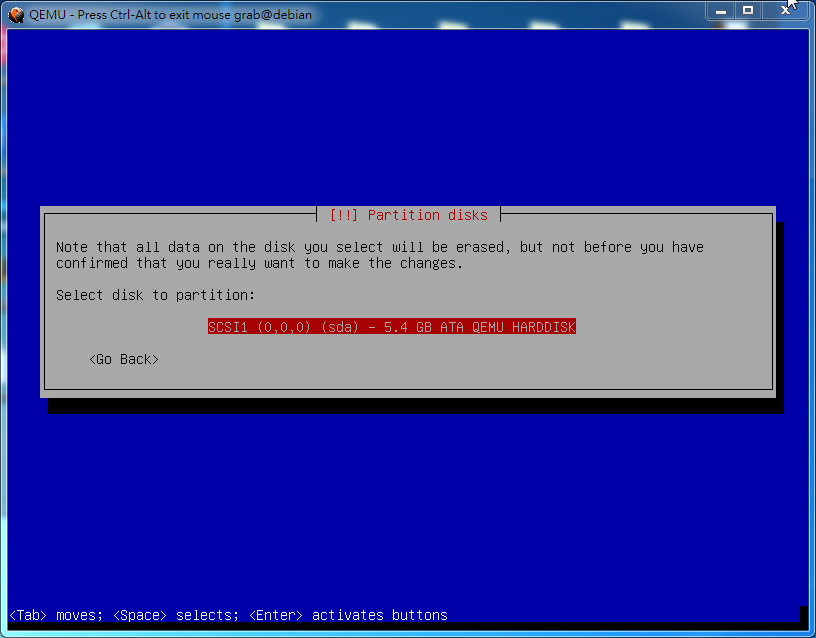 QEMU - Press Ctrl-Alt to exit mouse grab@debian
[!!] Partition disks
Note that all data on the disk you select will be erased, but not before you have
confirmed that you really want to make the changes.
Select disk to partition:
SCSI1 (0,0,0) (sda) - 5.4 GB ATA QEMU HARDDISK
<Go Back>
<Tab> moves; <Space> selects; <Enter> activates buttons